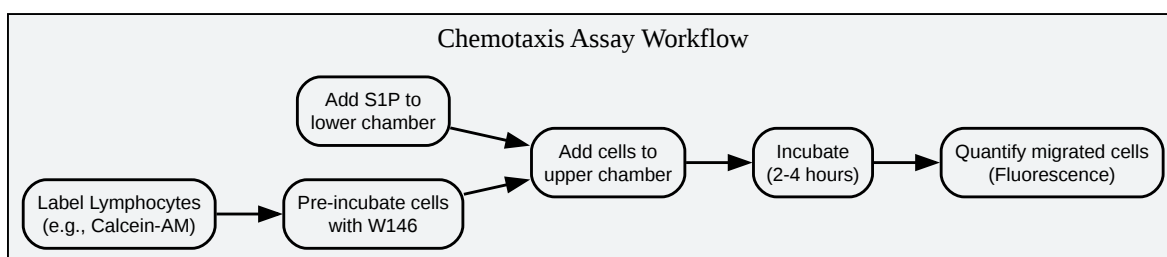 Chemotaxis Assay Workflow
Add S1P to
lower chamber
Label Lymphocytes
(e.g., Calcein-AM)
Pre-incubate cells
with W146
Add cells to
upper chamber
Incubate
(2-4 hours)
Quantify migrated cells
(Fluorescence)